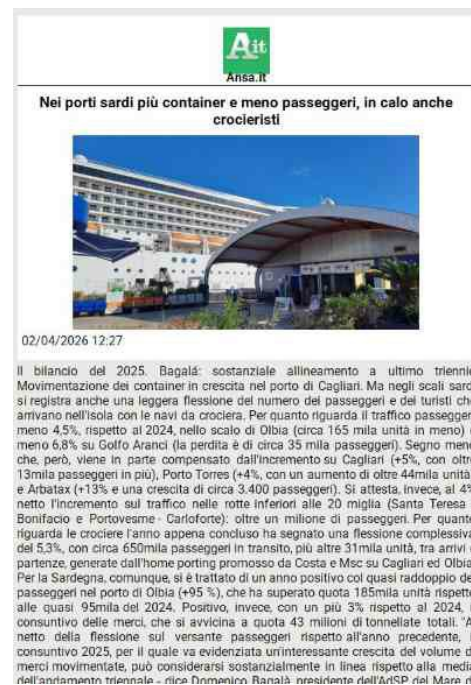 Ait
Ansa.it
Nei porti sardi più container e meno passeggeri, in calo anche
crocieristi
02/04/2026 12:27
Il bilancio del 2025. Bagalá: sostanziale allineamento a ultimo triennio
Movimentazione dei container in crescita nel porto di Cagliari. Ma negli scali sardi
si registra anche una leggera flessione del numero dei passeggeri e dei turisti che
arrivano nell'isola con le navi da crociera. Per quanto riguarda il traffico passeggeri
meno 4,5%, rispetto al 2024, nello scalo di Olbia (circa 165 mila unità in meno)
meno 6,8% su Golfo Aranci (la perdita è di circa 35 mila passeggeri). Segno meno
che, però, viene in parte compensato dall'incremento su Cagliari (+5%, con oltre
13mila passeggeri in più), Porto Torres (+4%, con un aumento di oltre 44mila unità)
e Arbatax (+13% e una crescita di circa 3.400 passeggeri). Si attesta, invece, al 4%
netto l'incremento sul traffico nelle rotte inferiori alle 20 miglia (Santa Teresa
Bonifacio e Portovesme - Carloforte): oltre un milione di passeggeri. Per quanto
riguarda le crociere l'anno appena concluso ha segnato una flessione complessiva
del 5,3%, con circa 650mila passeggeri in transito, più altre 31mila unità, tra arrivi
partenze, generate dall'home porting promosso da Costa e Msc su Cagliari ed Olbia.
Per la Sardegna, comunque, si è trattato di un anno positivo col quasi raddoppio dei
passeggeri nel porto di Olbia (+95 %), che ha superato quota 185mila unità rispetto
alle quasi 95mila del 2024. Positivo, invece, con un più 3% rispetto al 2024,
consuntivo delle merci, che si avvicina a quota 43 milioni di tonnellate totali. "A
netto della flessione sul versante passeggeri rispetto all'anno precedente,
consuntivo 2025, per il quale va evidenziata un'interessante crescita del volume d
merci movimentate, può considerarsi sostanzialmente in linea rispetto alla media
dell'andamento triennale - dice Domenico Bagalà, presidente dell'AdSP del Mare d